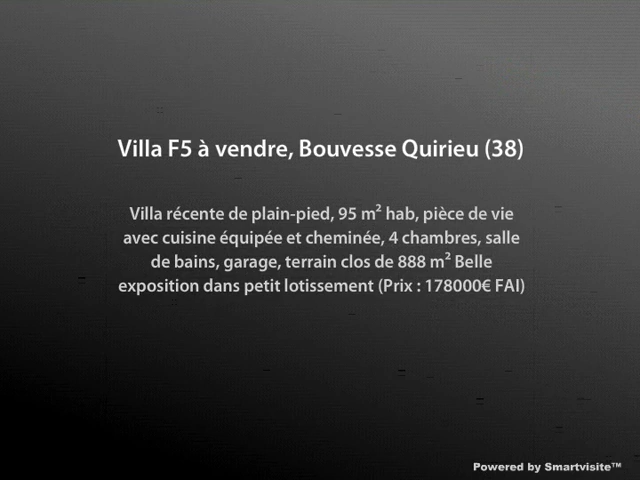 Villa F5 à vendre, Bouvesse Quirieu (38)
Villa récente de plain-pied, 95 m² hab, pièce de vie
avec cuisine équipée et cheminée, 4 chambres, salle
de bains, garage, terrain clos de 888 m² Belle
exposition dans petit lotissement (Prix : 178000€ FAI)
Powered by Smartvisite™